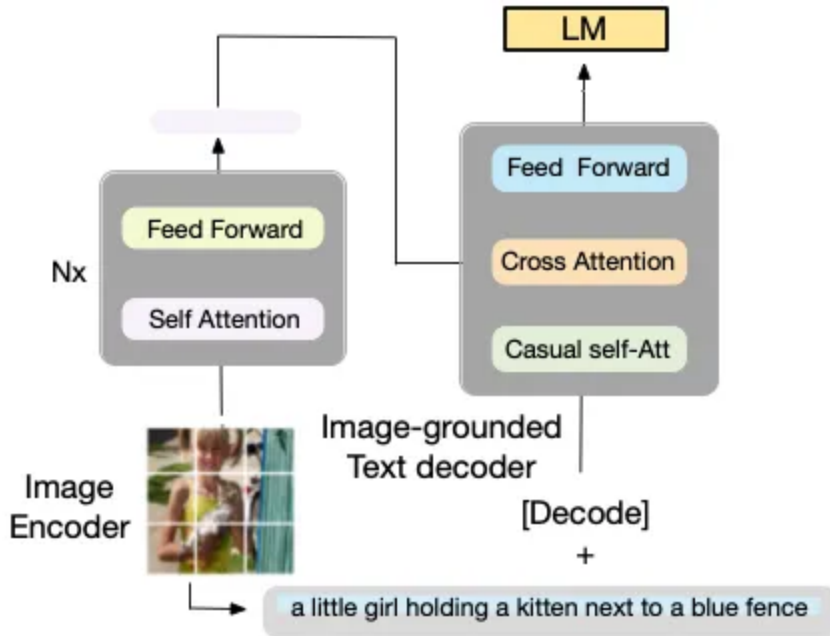 LM
Feed Forward
Cross Attention
Casual self-Att
Nx
Feed Forward
Self Attention
Image
Encoder
Image-grounded
Text decoder
[Decode]
+
a little girl holding a kitten next to a blue fence